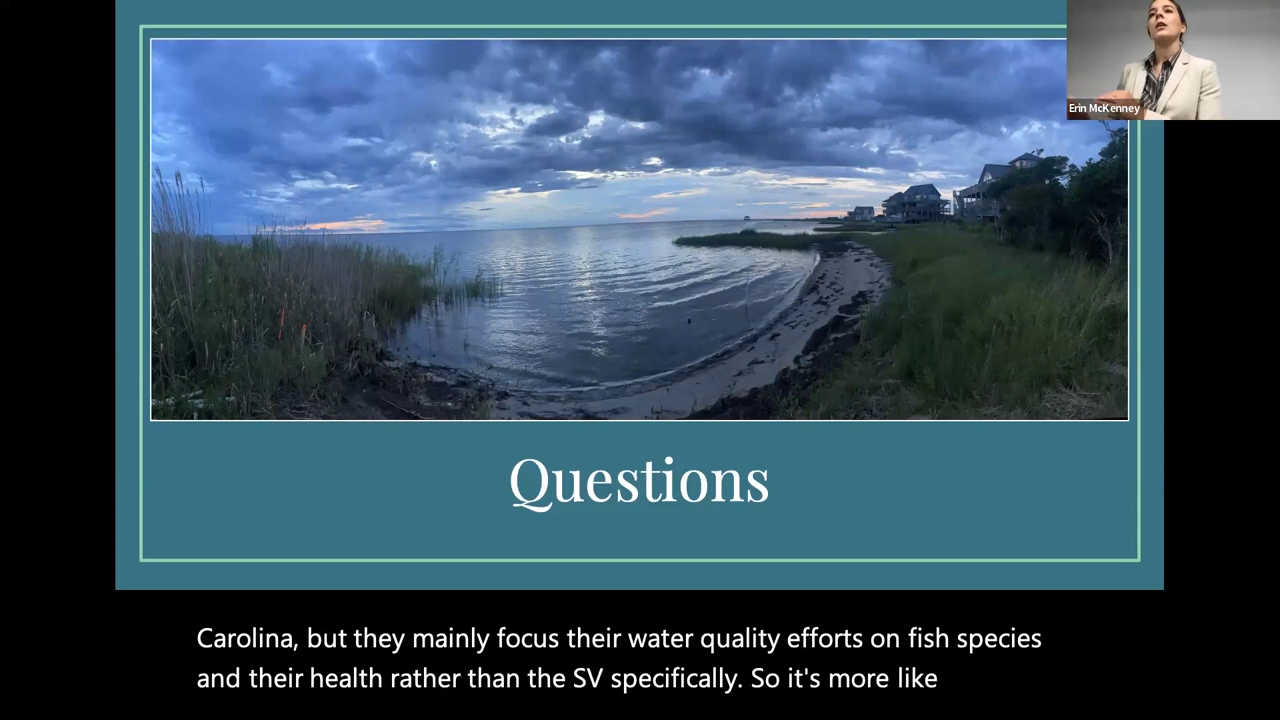 Erin McKenney
Questions
Carolina, but they mainly focus their water quality efforts on fish species
and their health rather than the SV specifically. So it's more like